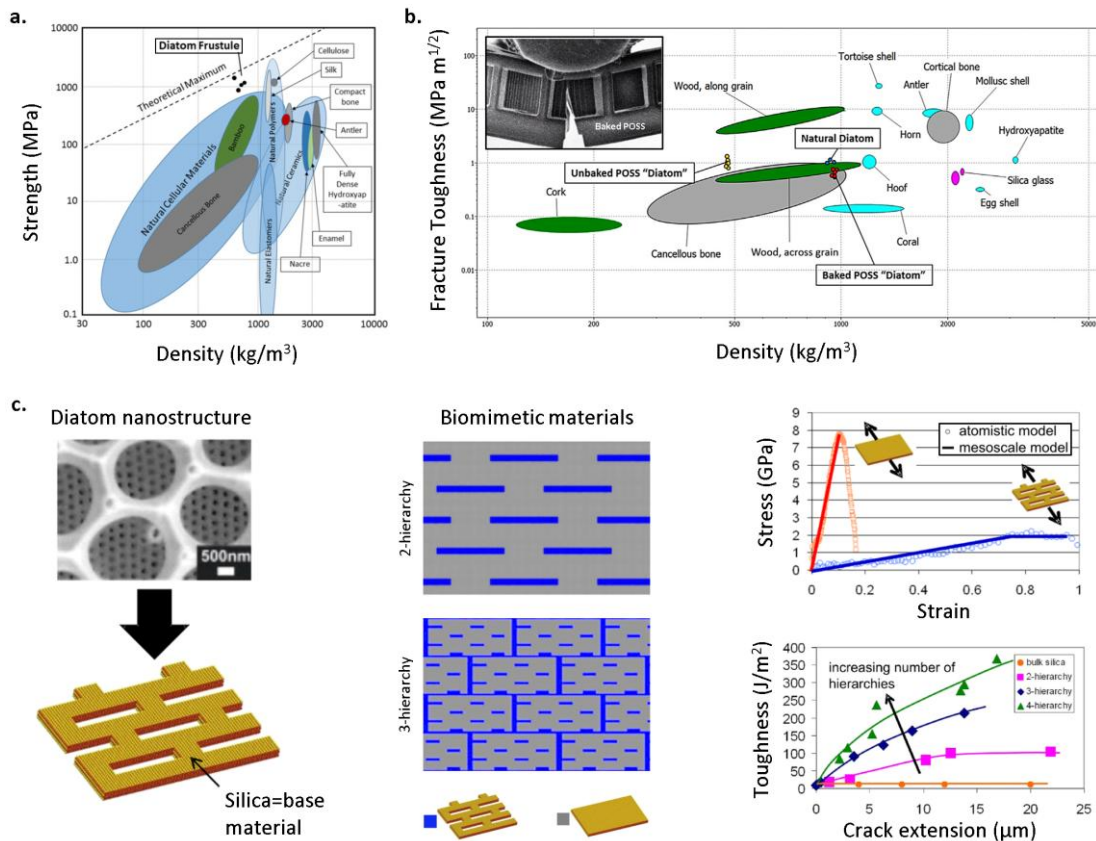 a.
10000
1000
100
10
1.0
0.1
Strength (MPa)
30
100
300
1000
3000
10000
Density (kg/m³)
Theoretical Maximum
Diatom Frustule
Cellulose
Silk
Compact
bone
Antler
Fully
Dense
Hydroxyap
-atite
Enamel
Nacre
Bamboo
Natural Cellular Materials
Cancellous Bone
Natural Polymers
Natural Ceramics
Natural Elastomers
b.
Fracture Toughness (MPa m^1/2)
100
10
1
0.1
0.01
100
200
500
1000
2000
5000
Density (kg/m³)
Baked POSS
Wood, along grain
Tortoise shell
Cortical bone
Antler
Mollusc shell
Horn
Natural Diatom
Hydroxyapatite
Unbaked POSS "Diatom"
Hoof
Silica glass
Egg shell
Cork
Cancellous bone
Wood, across grain
Coral
Baked POSS "Diatom"
c.
Diatom nanostructure
500nm
Silica=base
material
Biomimetic materials
2-hierarchy
3-hierarchy
Stress (GPa)
9
8
7
6
5
4
3
2
1
0
0
0.2
0.4
0.6
0.8
1
Strain
atomistic model
mesoscale model
Toughness (J/m²)
400
350
300
250
200
150
100
50
0
0
5
10
15
20
25
Crack extension (μm)
increasing number of
hierarchies
bulk silica
2-hierarchy
3-hierarchy
4-hierarchy